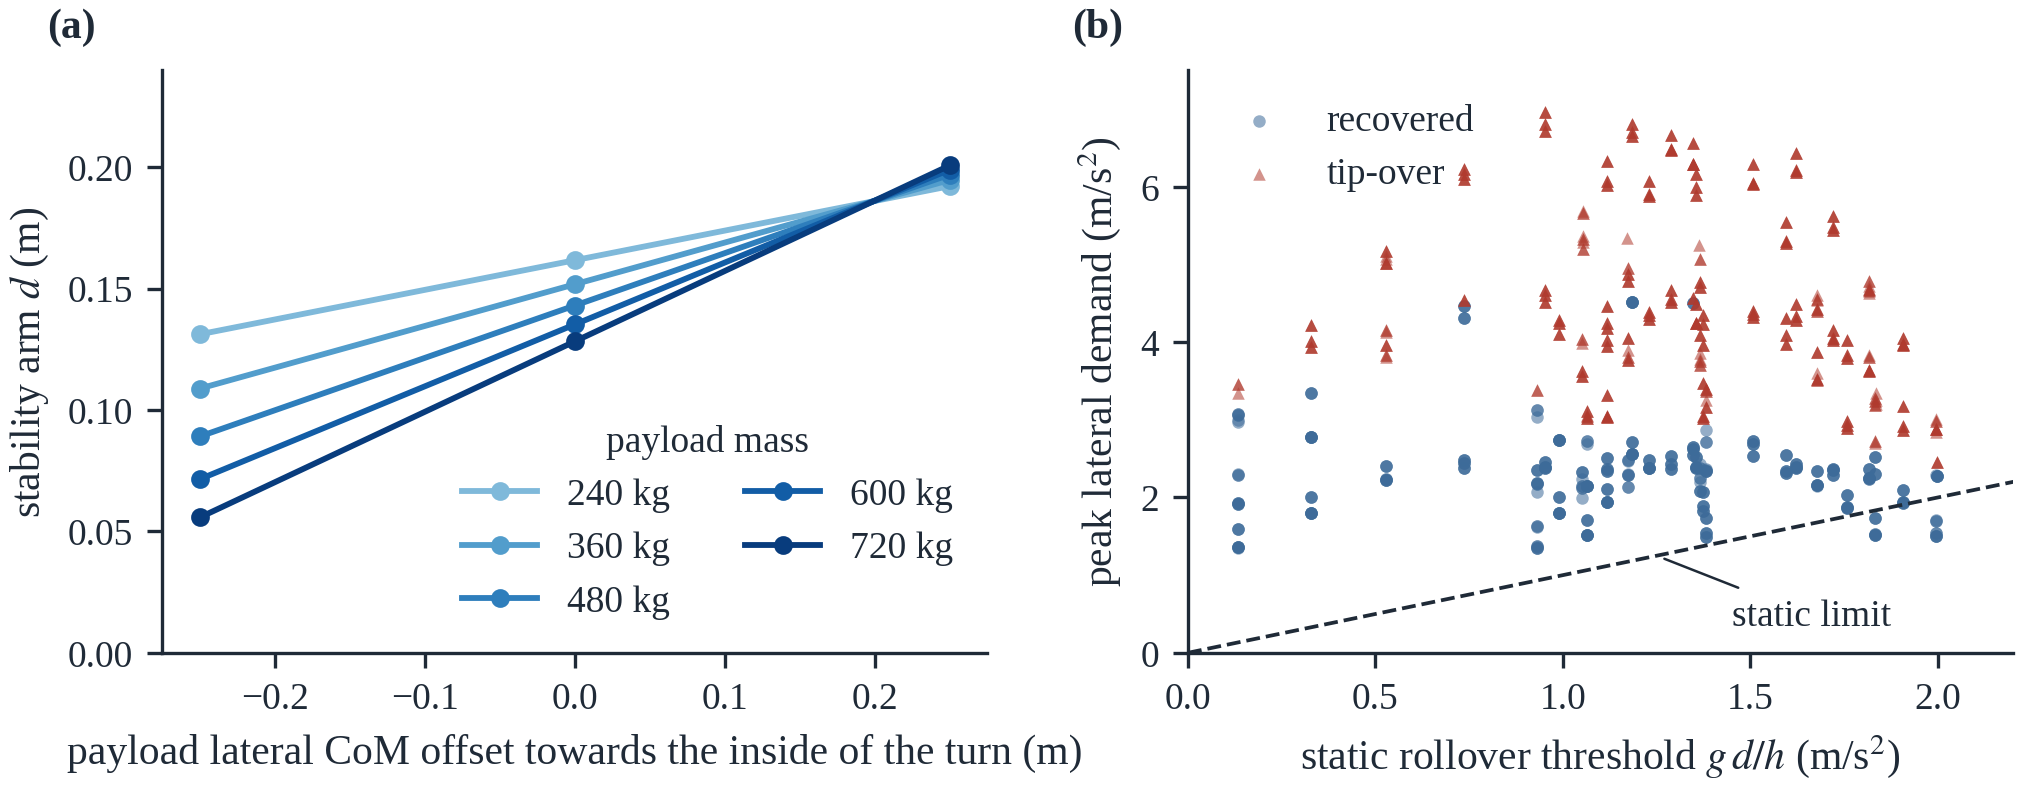 (a)
stability arm d (m)
0.20
0.15
0.10
0.05
0.00
payload mass
240 kg
360 kg
480 kg
600 kg
720 kg
−0.2
−0.1
0.0
0.1
0.2
payload lateral CoM offset towards the inside of the turn (m)
(b)
peak lateral demand (m/s²)
6
4
2
0
recovered
tip-over
static limit
0.0
0.5
1.0
1.5
2.0
static rollover threshold g d/h (m/s²)